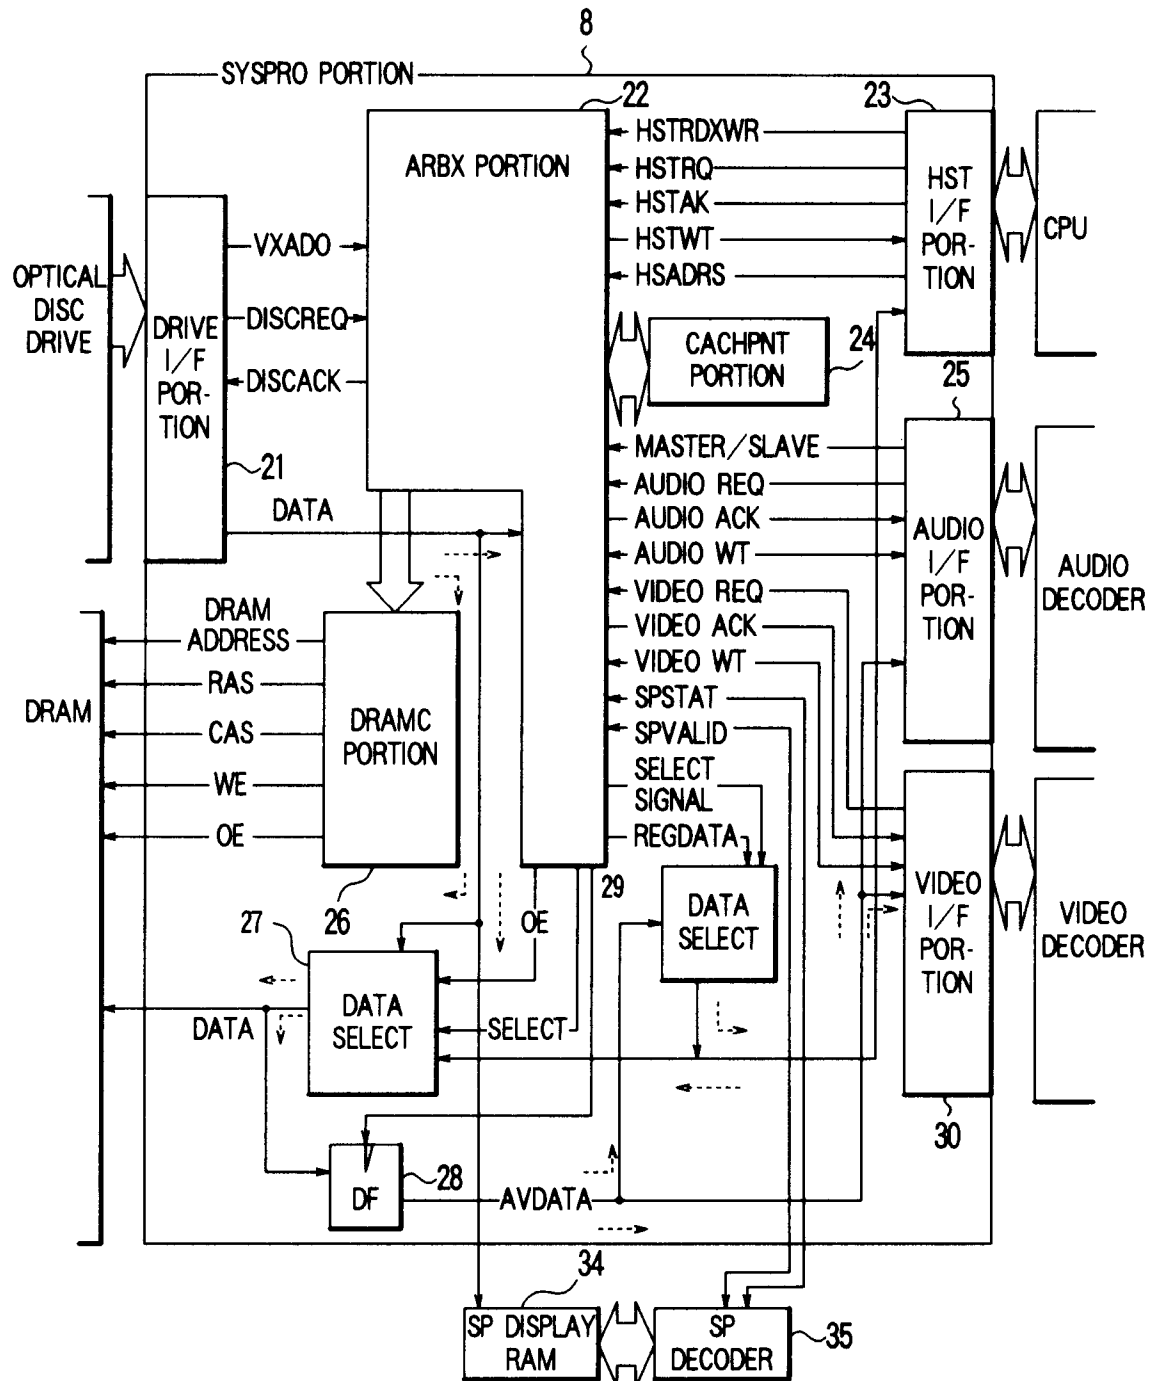 8
SYSPRO PORTION
22
23
ARBX PORTION
HSTRDXWR
HSTRQ
HSTAK
HSTWT
HSADRS
HST
I/F
POR-
TION
CPU
OPTICAL
DISC
DRIVE
DRIVE
I/F
POR-
TION
VXADO
DISCREQ
DISCACK
21
DATA
CACHPNT
PORTION
24
25
MASTER/SLAVE
AUDIO REQ
AUDIO ACK
AUDIO WT
VIDEO REQ
VIDEO ACK
VIDEO WT
SPSTAT
SPVALID
SELECT
SIGNAL
REGDATA
AUDIO
I/F
POR-
TION
AUDIO
DECODER
DRAM
DRAM
ADDRESS
RAS
CAS
WE
OE
DRAMC
PORTION
26
27
29
OE
DATA
SELECT
VIDEO
I/F
POR-
TION
VIDEO
DECODER
30
DATA
DATA
SELECT
SELECT
DF
28
AVDATA
34
SP DISPLAY
RAM
SP
DECODER
35